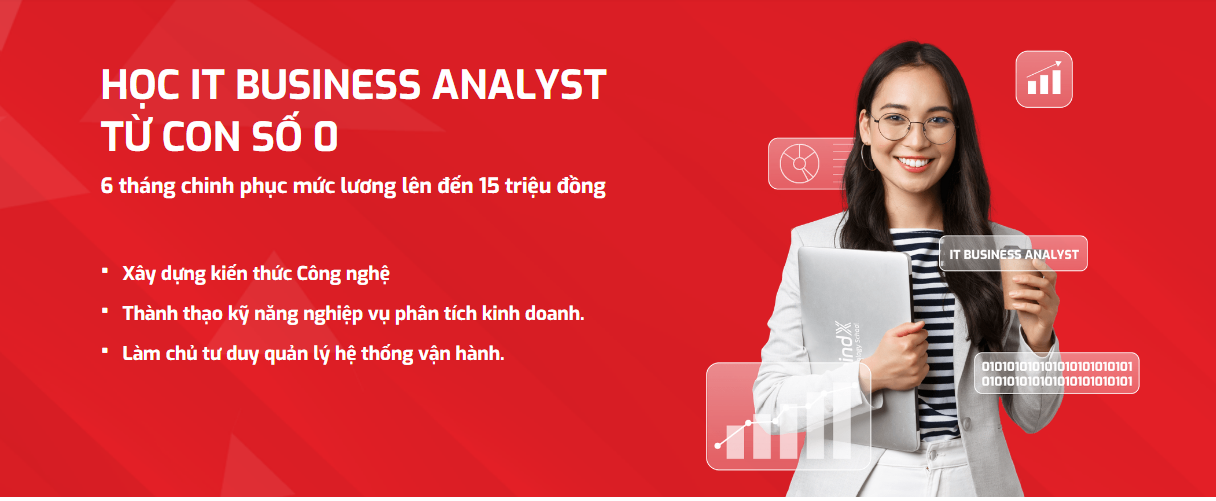 HỌC IT BUSINESS ANALYST
TỪ CON SỐ 0
6 tháng chinh phục mức lương lên đến 15 triệu đồng
▪ Xây dựng kiến thức Công nghệ
▪ Thành thạo kỹ năng nghiệp vụ phân tích kinh doanh.
▪ Làm chủ tư duy quản lý hệ thống vận hành.
IT BUSINESS ANALYST
0101010101010101010101
0101010101010101010101